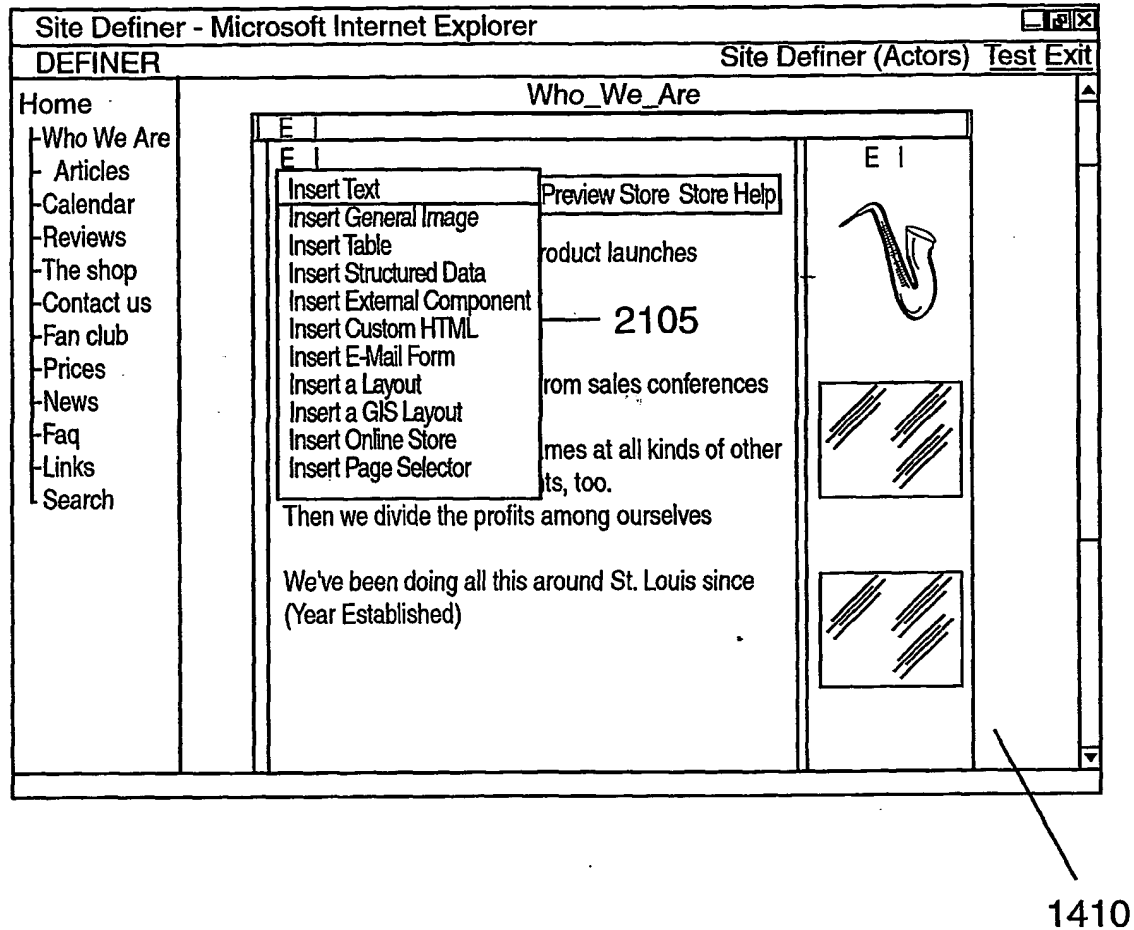 Site Definer - Microsoft Internet Explorer
DEFINER
Site Definer (Actors) Test Exit
Home
Who We Are
Articles
Calendar
Reviews
The shop
Contact us
Fan club
Prices
News
Faq
Links
Search
Who_We_Are
E I
E I
E I
Insert Text
Insert General Image
Insert Table
Insert Structured Data
Insert External Component
Insert Custom HTML
Insert E-Mail Form
Insert a Layout
Insert a GIS Layout
Insert Online Store
Insert Page Selector
Preview Store Store Help
roduct launches
2105
rom sales conferences
mes at all kinds of other
ts, too.
Then we divide the profits among ourselves
We've been doing all this around St. Louis since
(Year Established)
1410